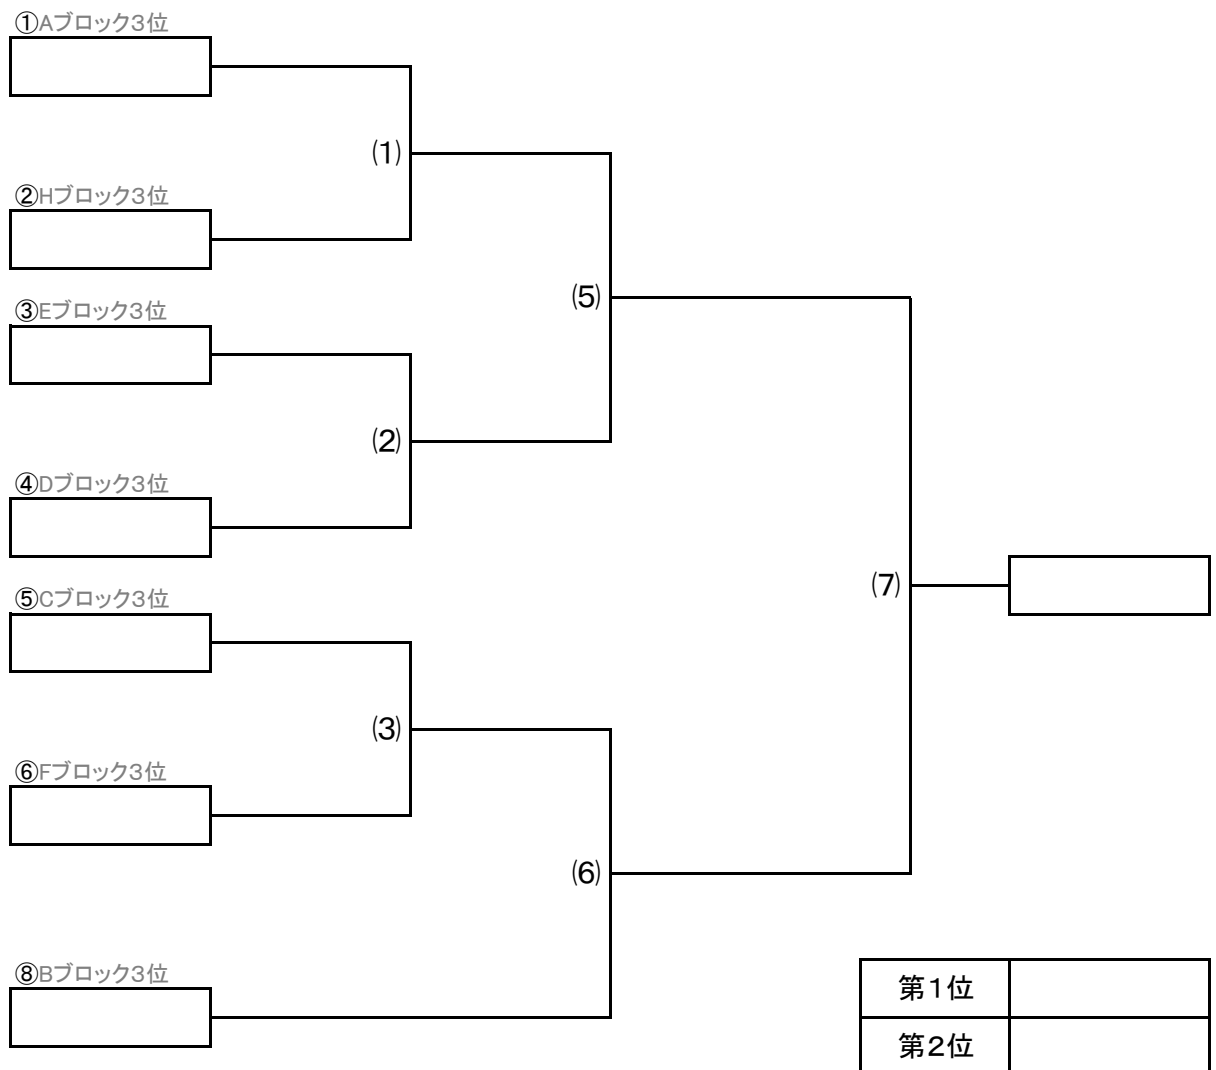 ①Aブロック3位
⑴
②Hブロック3位
③Eブロック3位
⑸
⑵
④Dブロック3位
⑺
⑤Cブロック3位
⑶
⑥Fブロック3位
⑹
⑧Bブロック3位
第1位
第2位